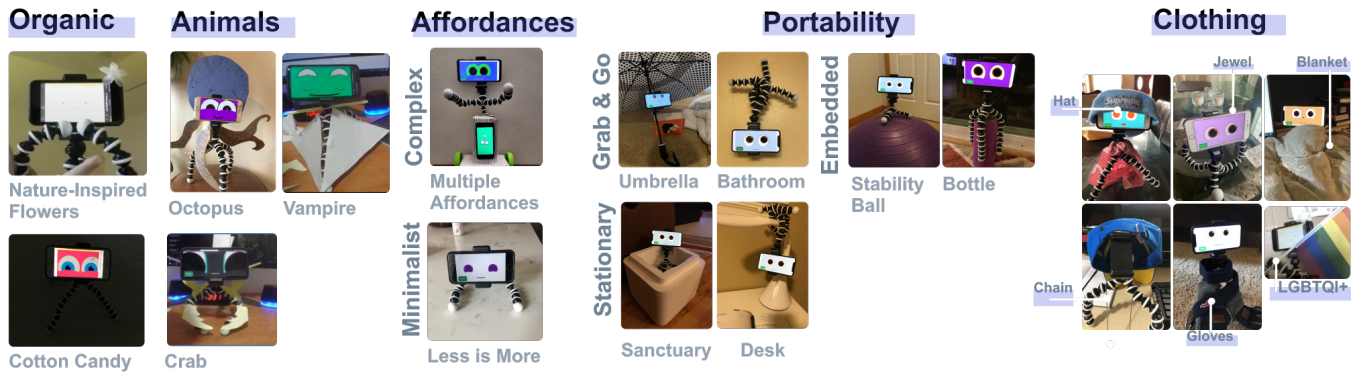 Organic
Animals
Affordances
Portability
Clothing
Complex
Grab & Go
Embedded
Jewel
Blanket
Hat
Supreme
Nature-Inspired
Flowers
Octopus
Vampire
Multiple
Affordances
Umbrella
Bathroom
Stability
Ball
Bottle
Minimalist
Stationary
Chain
LGBTQI+
Gloves
Cotton Candy
Crab
Less is More
Sanctuary
Desk